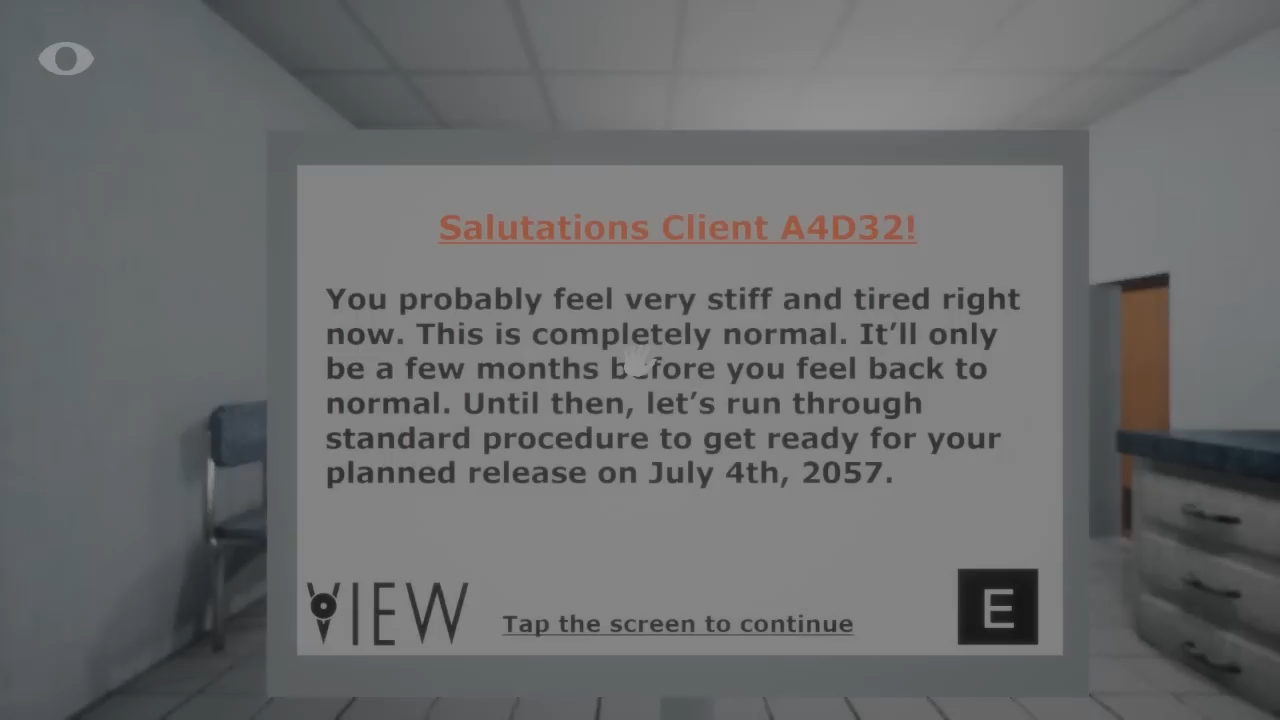 Salutations Client A4D32!
You probably feel very stiff and tired right
now. This is completely normal. It’ll only
be a few months before you feel back to
normal. Until then, let’s run through
standard procedure to get ready for your
planned release on July 4th, 2057.
VIEW
Tap the screen to continue
E